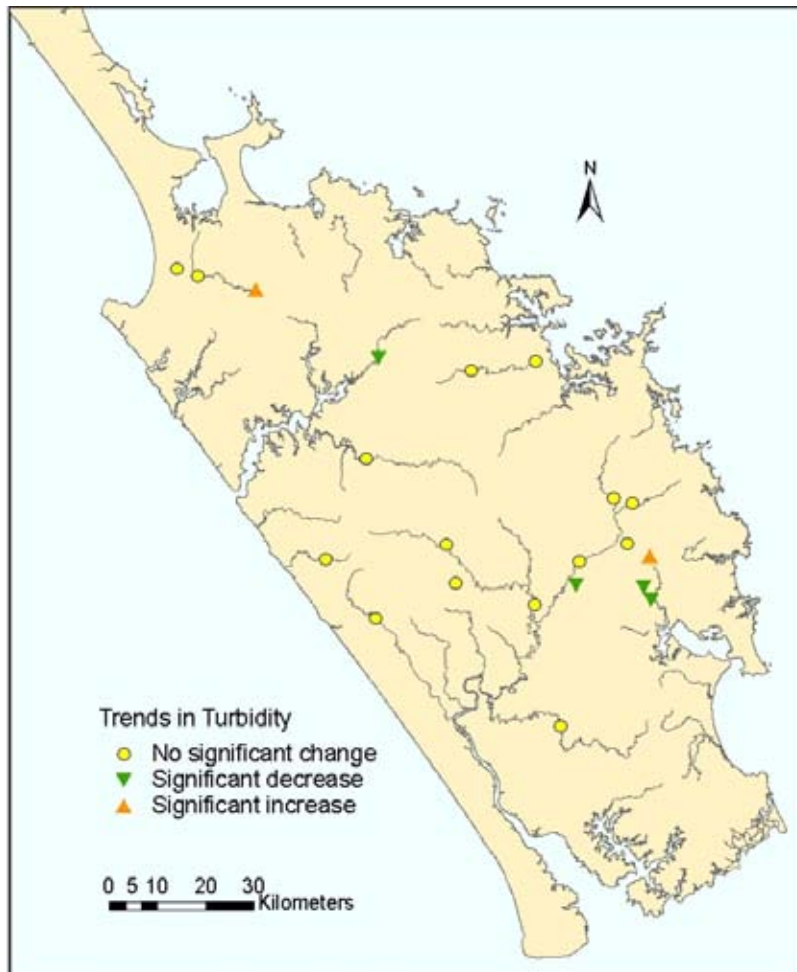 N
Trends in Turbidity
No significant change
Significant decrease
Significant increase
0 5 10 20 30
Kilometers